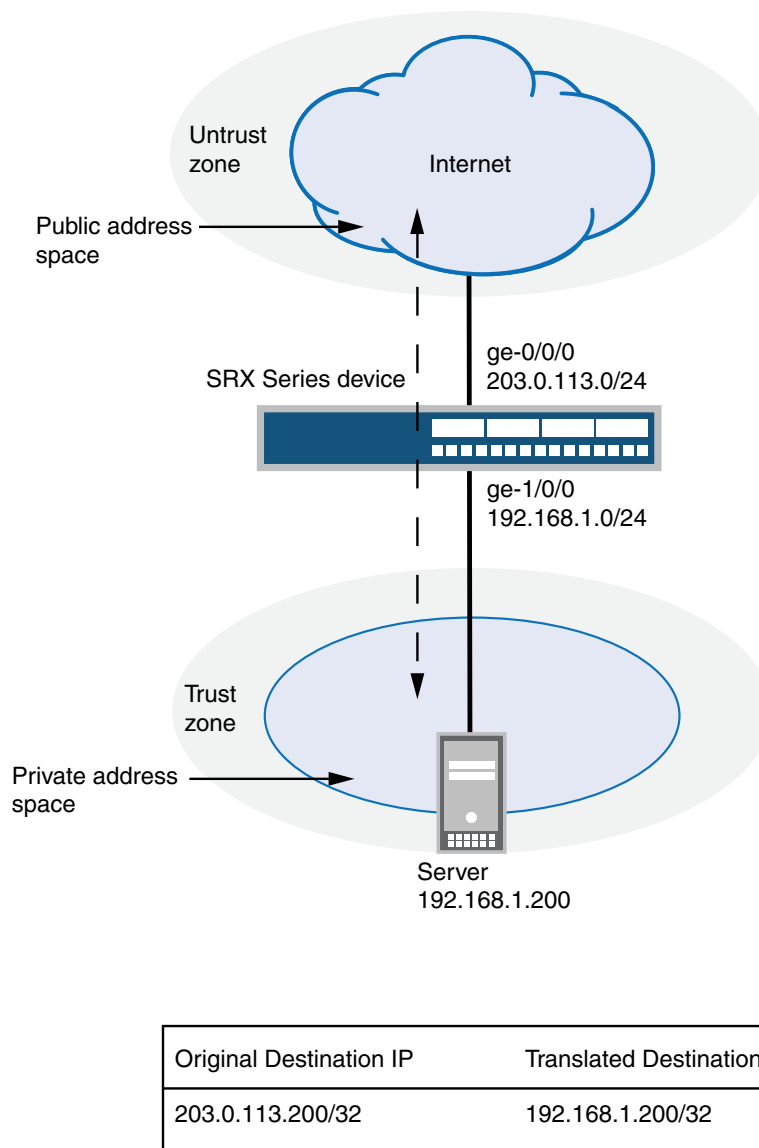 Untrust
zone
Internet
Public address
space
ge-0/0/0
203.0.113.0/24
SRX Series device
ge-1/0/0
192.168.1.0/24
Trust
zone
Private address
space
Server
192.168.1.200
Original Destination IP Translated Destination
203.0.113.200/32 192.168.1.200/32